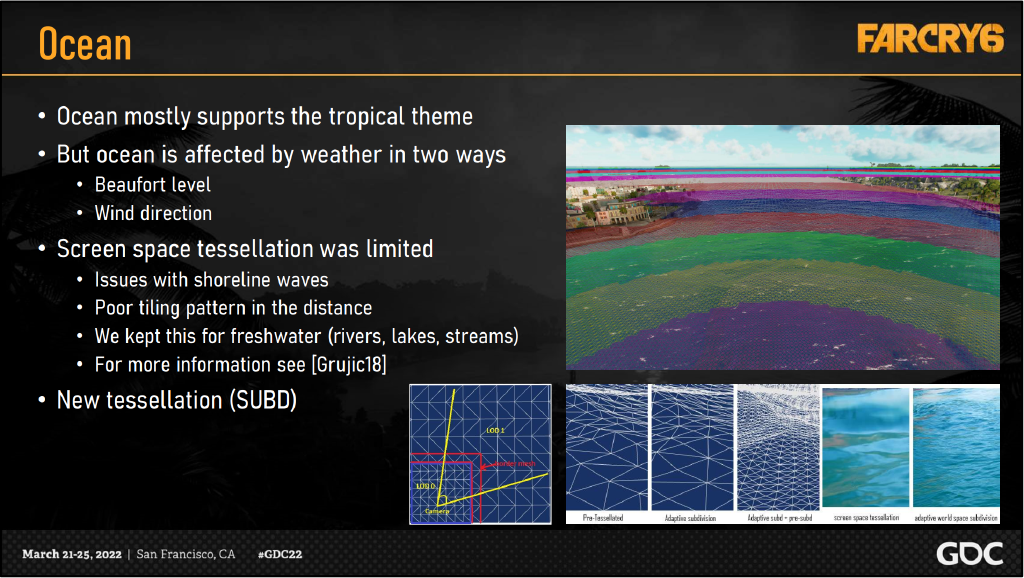 Ocean
FARCRY6
• Ocean mostly supports the tropical theme
• But ocean is affected by weather in two ways
• Beaufort level
• Wind direction
• Screen space tessellation was limited
• Issues with shoreline waves
• Poor tiling pattern in the distance
• We kept this for freshwater (rivers, lakes, streams)
• For more information see [Grujic18]
• New tessellation (SUBD)
LOD 1
LOD 0
Camera
Pre-Tessellated
Adaptive subdivision
Adaptive subd + pre-subd
screen space tessellation
adaptive world space subdivision
March 21-25, 2022 | San Francisco, CA #GDC22
GDC